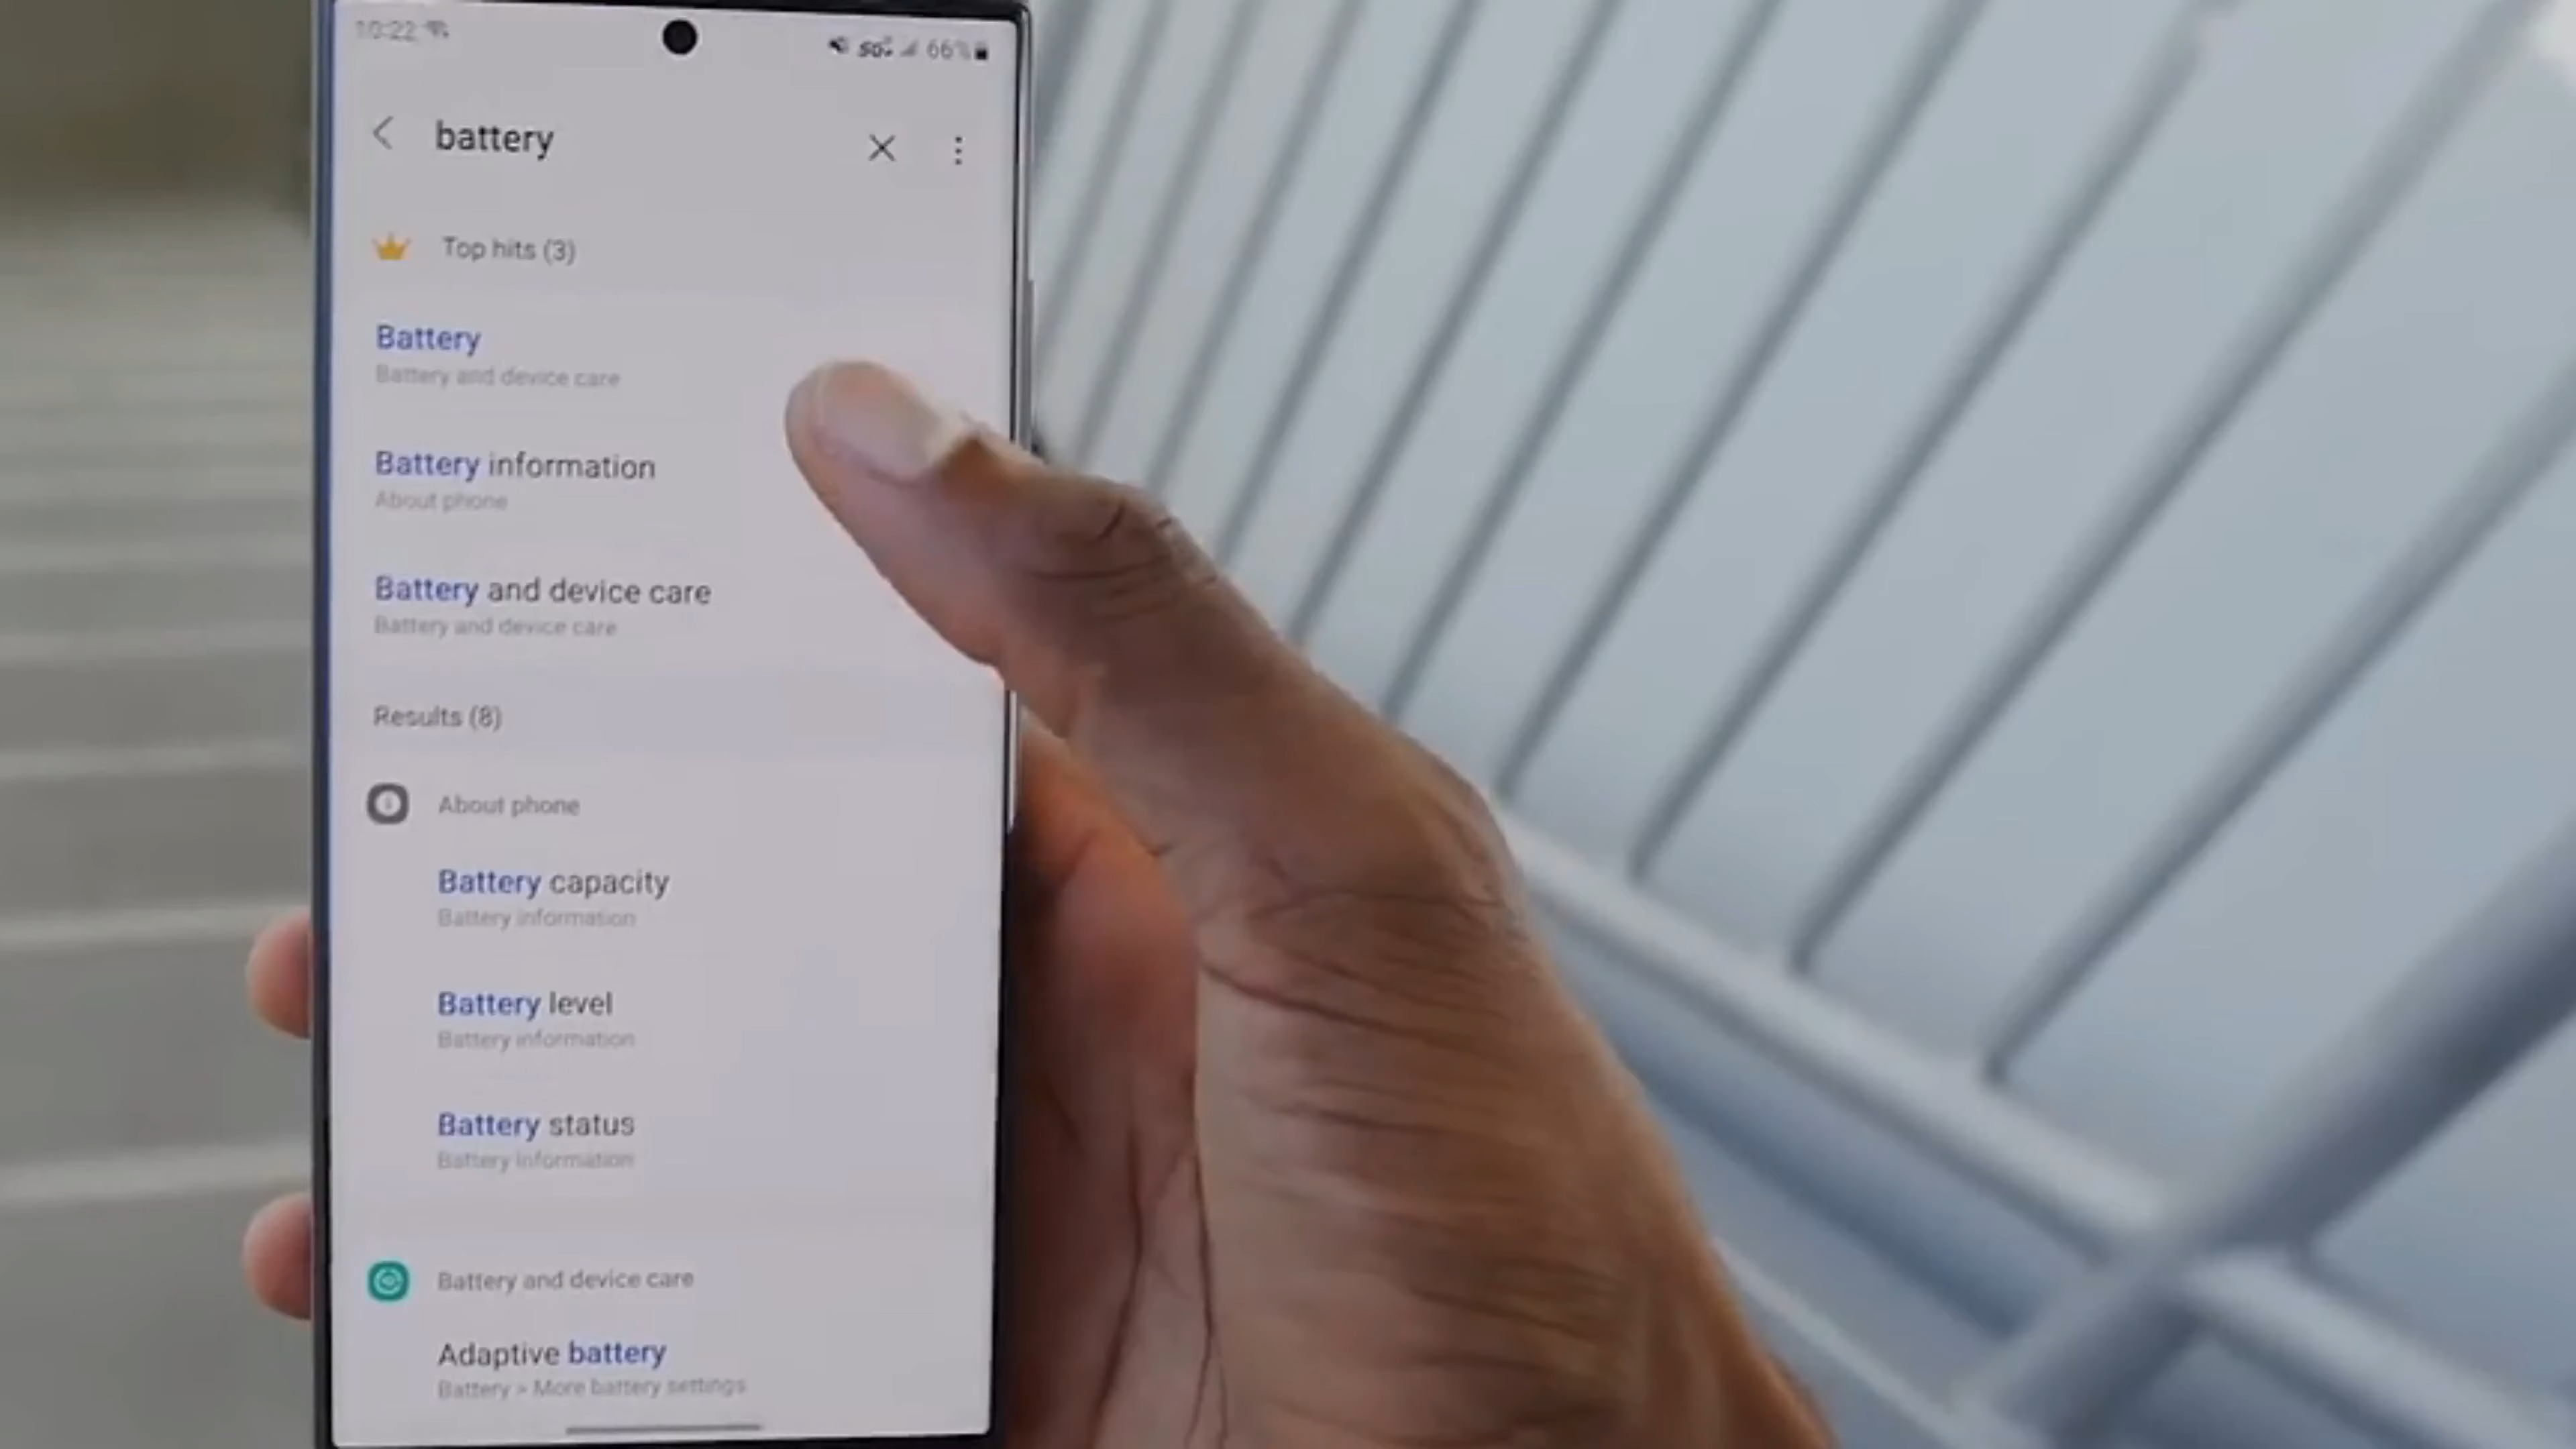 10:22
5G 66%
battery
Top hits (3)
Battery
Battery and device care
Battery information
About phone
Battery and device care
Battery and device care
Results (8)
About phone
Battery capacity
Battery information
Battery level
Battery information
Battery status
Battery information
Battery and device care
Adaptive battery
Battery > More battery settings